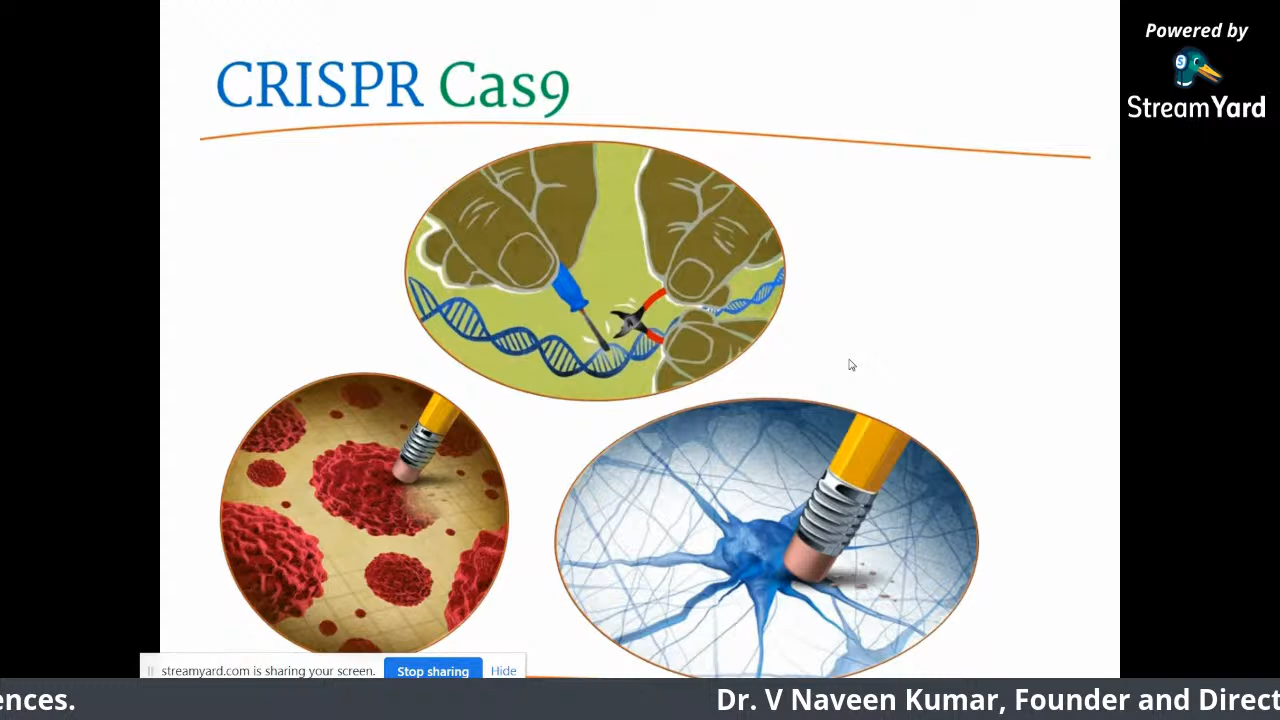 CRISPR Cas9
Powered by
StreamYard
streamyard.com is sharing your screen. Stop sharing Hide
ences. Dr. V Naveen Kumar, Founder and Direct